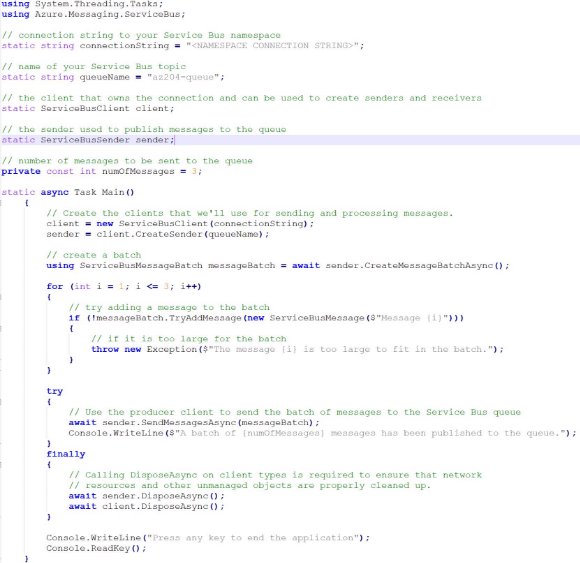 using System.Threading.Tasks;
using Azure.Messaging.ServiceBus;
// connection string to your Service Bus namespace
static string connectionString = "<NAMESPACE CONNECTION STRING>";
// name of your Service Bus topic
static string queueName = "az204-queue";
// the client that owns the connection and can be used to create senders and receivers
static ServiceBusClient client;
// the sender used to publish messages to the queue
static ServiceBusSender sender;
// number of messages to be sent to the queue
private const int numOfMessages = 3;
static async Task Main()
{
// Create the clients that we'll use for sending and processing messages.
client = new ServiceBusClient(connectionString);
sender = client.CreateSender(queueName);
// create a batch
using ServiceBusMessageBatch messageBatch = await sender.CreateMessageBatchAsync();
for (int i = 1; i <= 3; i++)
{
// try adding a message to the batch
if (!messageBatch.TryAddMessage(new ServiceBusMessage($"Message {i}")))
{
// if it is too large for the batch
throw new Exception($"The message {i} is too large to fit in the batch.");
}
}
try
{
// Use the producer client to send the batch of messages to the Service Bus queue
await sender.SendMessagesAsync(messageBatch);
Console.WriteLine($"A batch of {numOfMessages} messages has been published to the queue.");
}
finally
{
// Calling DisposeAsync on client types is required to ensure that network
// resources and other unmanaged objects are properly cleaned up.
await sender.DisposeAsync();
await client.DisposeAsync();
}
Console.WriteLine("Press any key to end the application");
Console.ReadKey();
}